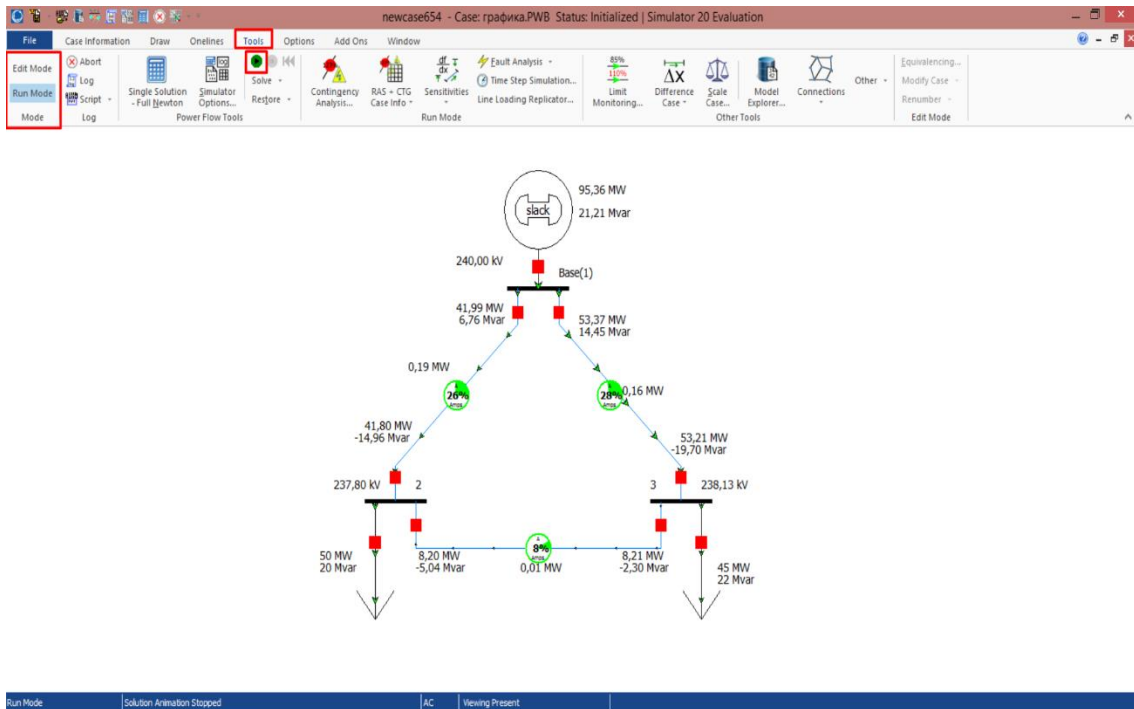 newcase654 - Case: графика.PWB Status: Initialized | Simulator 20 Evaluation
File Case Information Draw Onelines Tools Options Add Ons Window
Edit Mode
Run Mode
Mode
Abort
Log
Script
Log
Single Solution
- Full Newton
Simulator
Options...
Solve
Restore
Power Flow Tools
Contingency
Analysis...
RAS + CTG
Case Info
Sensitivities
Fault Analysis
Time Step Simulation...
Line Loading Replicator...
Run Mode
85%
110%
Limit
Monitoring...
ΔX
Difference
Case
Scale
Case...
Model
Explorer...
Connections
Other
Other Tools
Equivalencing...
Modify Case
Renumber
Edit Mode
slack
95,36 MW
21,21 Mvar
240,00 kV
Base(1)
41,99 MW
6,76 Mvar
53,37 MW
14,45 Mvar
0,19 MW
26%
Amps
28%
Amps
0,16 MW
41,80 MW
-14,96 Mvar
53,21 MW
-19,70 Mvar
237,80 kV 2
3 238,13 kV
50 MW
20 Mvar
8,20 MW
-5,04 Mvar
8%
Amps
0,01 MW
8,21 MW
-2,30 Mvar
45 MW
22 Mvar
Run Mode Solution Animation Stopped AC Viewing Present